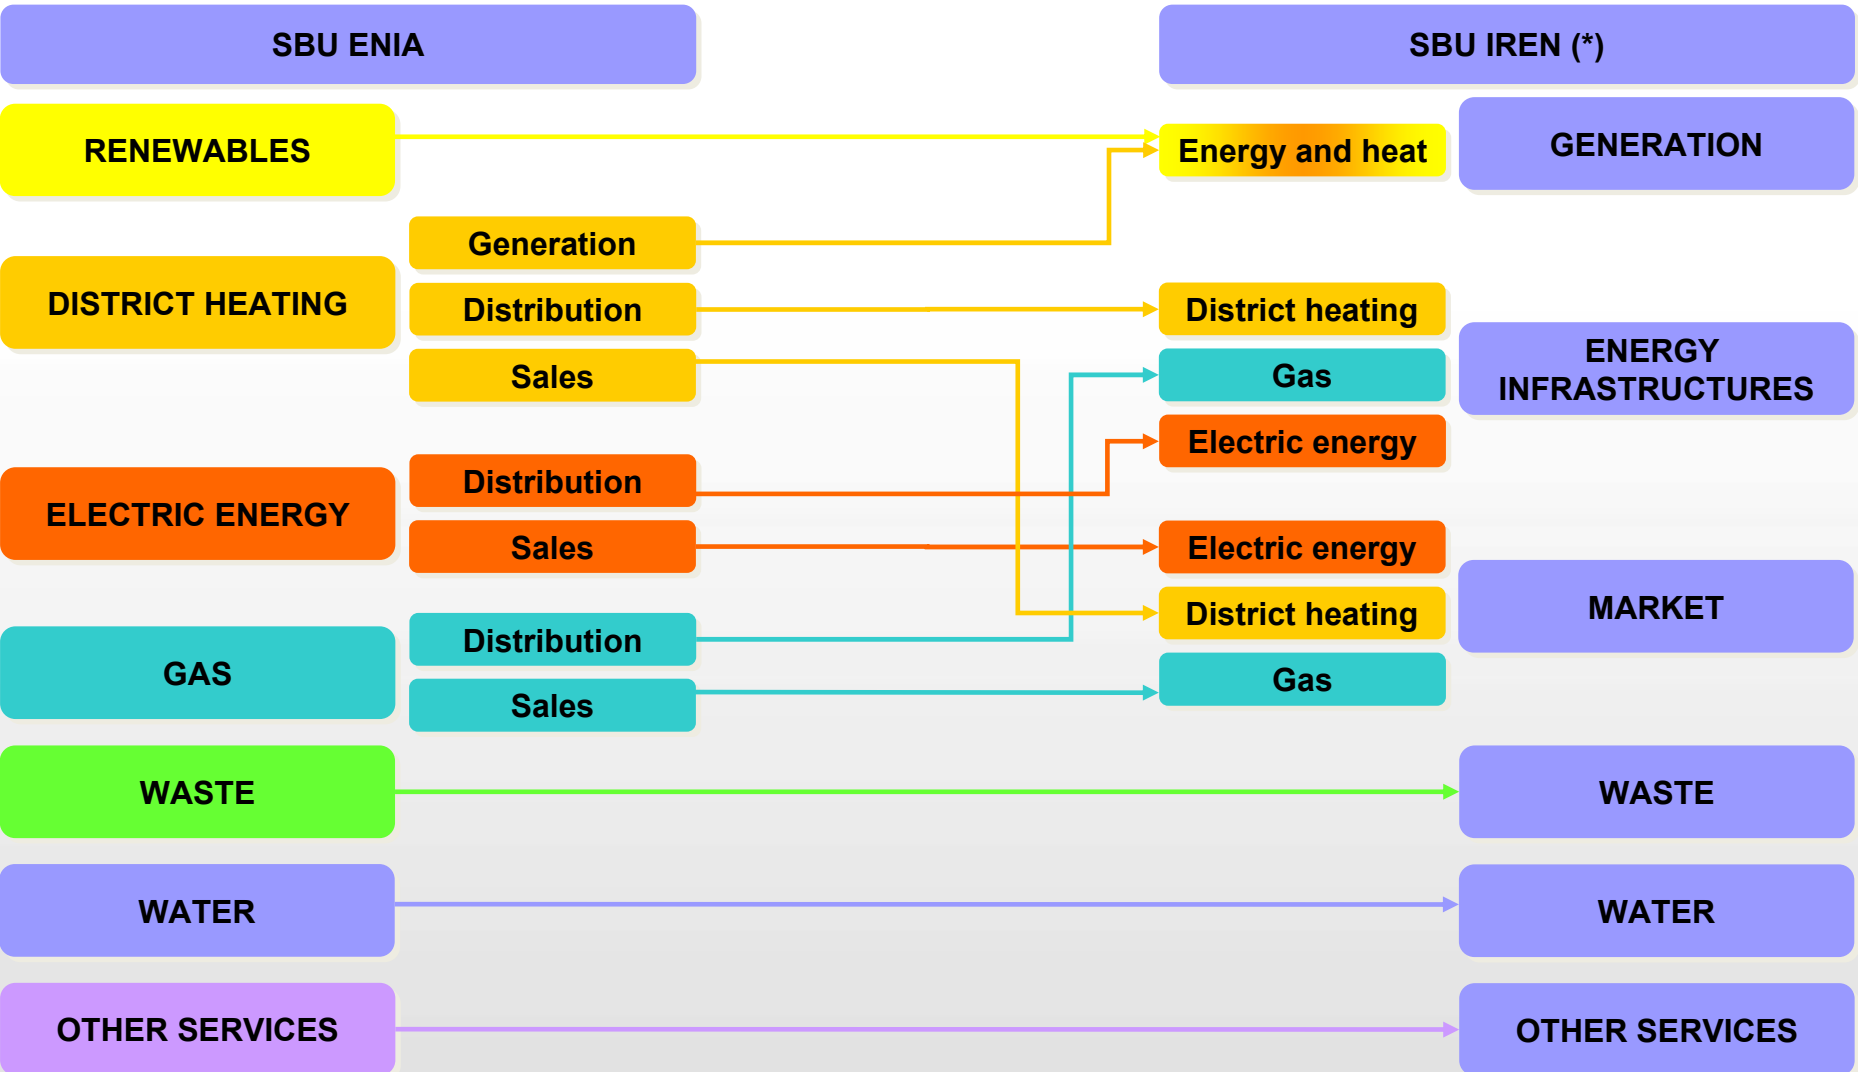 SBU ENIA
SBU IREN (*)
RENEWABLES
Energy and heat
GENERATION
Generation
DISTRICT HEATING
Distribution
District heating
Sales
Gas
ENERGY
INFRASTRUCTURES
Electric energy
ELECTRIC ENERGY
Distribution
Sales
Electric energy
District heating
MARKET
GAS
Distribution
Sales
Gas
WASTE
WASTE
WATER
WATER
OTHER SERVICES
OTHER SERVICES